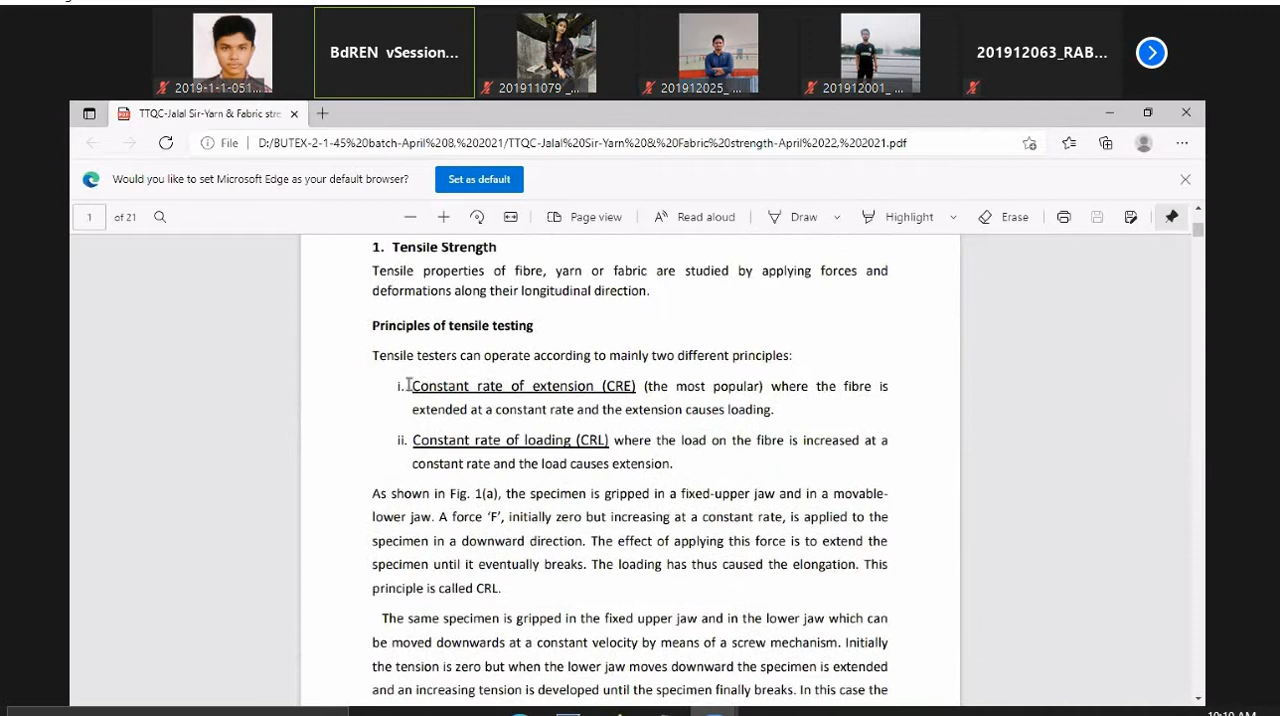 BdREN vSession...
201912063_RAB...
2019-1-1-051...
201911079 _...
201912025_ ...
201912001_ ...
TTQC-Jalal Sir-Yarn & Fabric stre
File
D:/BUTEX-2-1-45%20batch-April%208,%202021/TTQC-Jalal%20Sir-Yarn%20&%20Fabric%20strength-April%2022,%202021.pdf
Would you like to set Microsoft Edge as your default browser?
Set as default
1 of 21
Page view
Read aloud
Draw
Highlight
Erase
1. Tensile Strength
Tensile properties of fibre, yarn or fabric are studied by applying forces and
deformations along their longitudinal direction.
Principles of tensile testing
Tensile testers can operate according to mainly two different principles:
i. Constant rate of extension (CRE) (the most popular) where the fibre is
extended at a constant rate and the extension causes loading.
ii. Constant rate of loading (CRL) where the load on the fibre is increased at a
constant rate and the load causes extension.
As shown in Fig. 1(a), the specimen is gripped in a fixed-upper jaw and in a movable-
lower jaw. A force ‘F’, initially zero but increasing at a constant rate, is applied to the
specimen in a downward direction. The effect of applying this force is to extend the
specimen until it eventually breaks. The loading has thus caused the elongation. This
principle is called CRL.
The same specimen is gripped in the fixed upper jaw and in the lower jaw which can
be moved downwards at a constant velocity by means of a screw mechanism. Initially
the tension is zero but when the lower jaw moves downward the specimen is extended
and an increasing tension is developed until the specimen finally breaks. In this case the